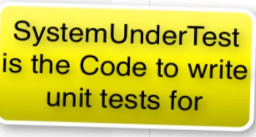 SystemUnderTest
is the Code to write
unit tests for